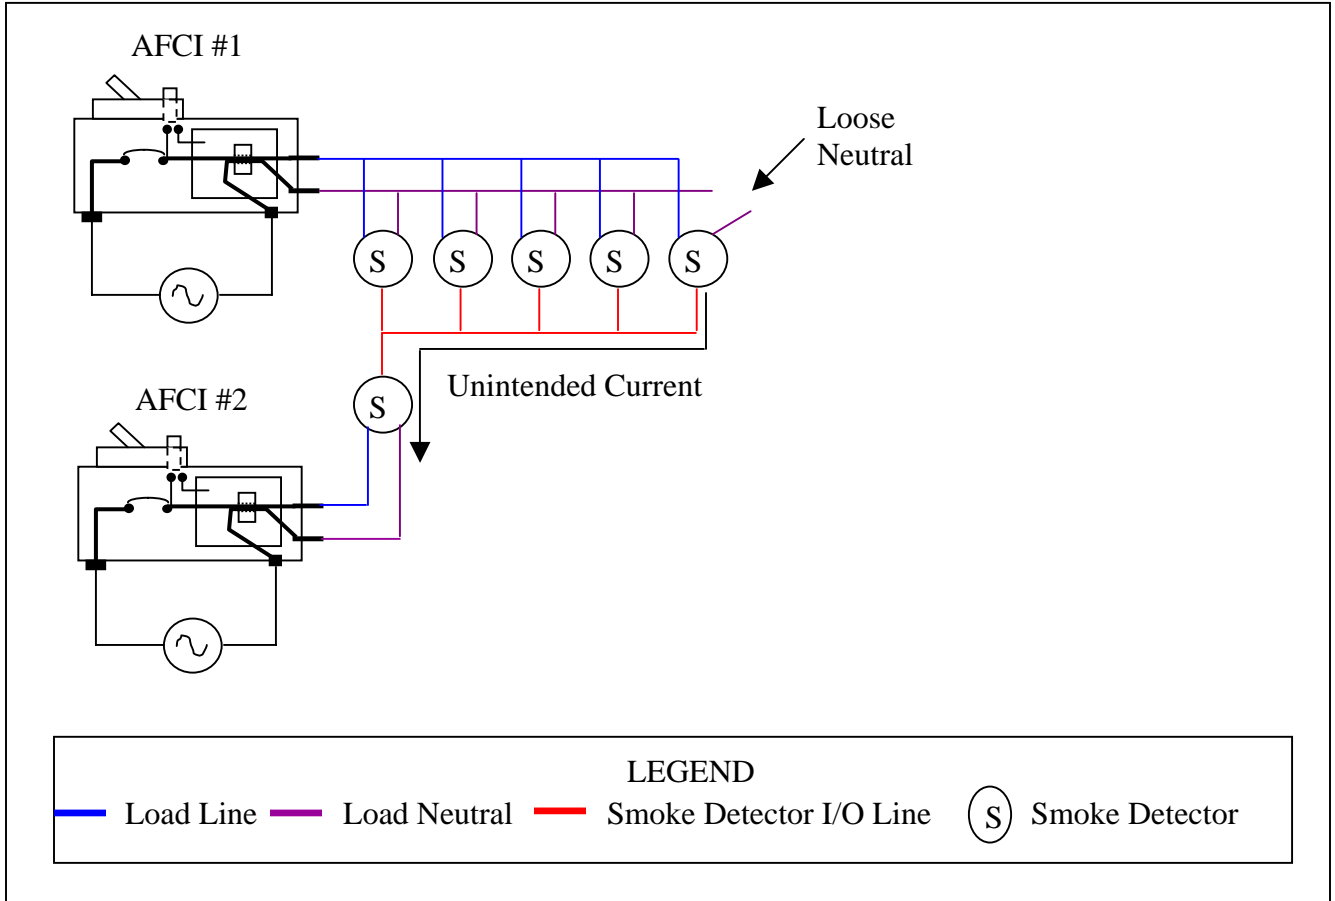 AFCI #1
Loose
Neutral
S S S S S
Unintended Current
AFCI #2
S
LEGEND
Load Line Load Neutral Smoke Detector I/O Line S Smoke Detector